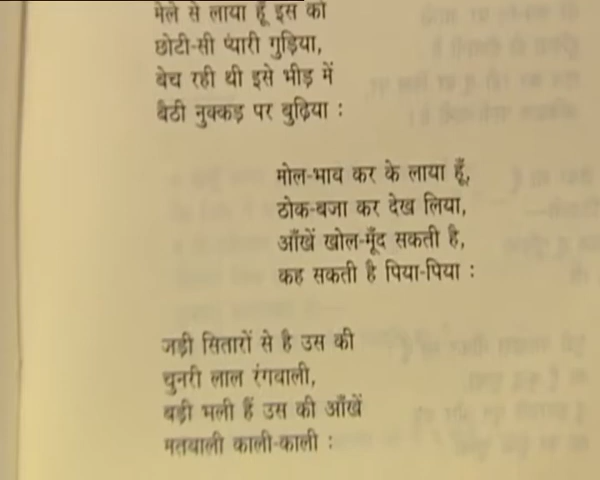 मेले से लाया हूँ इस को
छोटी-सी प्यारी गुड़िया,
बेच रही थी इसे भीड़ में
बैठी नुक्कड़ पर बुढ़िया :
मोल-भाव कर के लाया हूँ,
ठोक-बजा कर देख लिया,
आँखें खोल-मूँद सकती है,
कह सकती है पिया-पिया :
जड़ी सितारों से है उस की
चुनरी लाल रंगवाली,
बड़ी भली हैं उस की आँखें
मतवाली काली-काली :